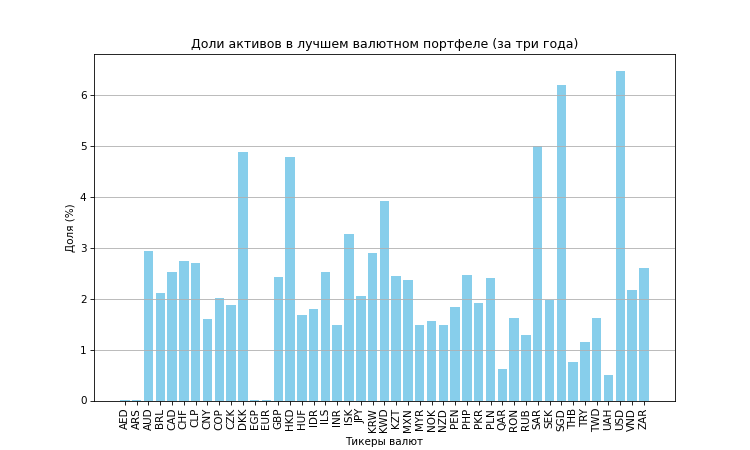 Доли активов в лучшем валютном портфеле (за три года)
Доля (%)
6
5
4
3
2
1
0
AED ARS AUD BRL CAD CHF CLP CNY COP CZK DKK EGP EUR GBP HKD HUF IDR ILS INR ISK JPY KRW KWD KZT MXN MYR NOK NZD PEN PHP PKR PLN QAR RON RUB SAR SEK SGD THB TRY TWD UAH USD VND ZAR
Тикеры валют